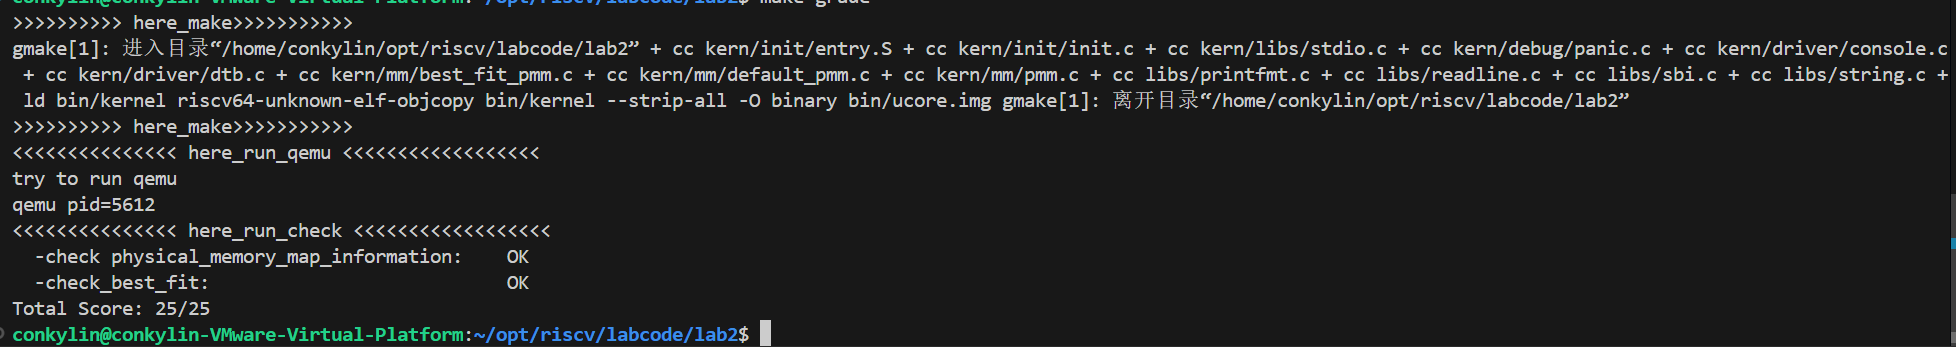 conkylin@conkylin-VMware-Virtual-Platform:~/opt/riscv/labcode/lab2$ make grade
>>>>>>>>>> here_make>>>>>>>>>>>
gmake[1]: 进入目录“/home/conkylin/opt/riscv/labcode/lab2” + cc kern/init/entry.S + cc kern/init/init.c + cc kern/libs/stdio.c + cc kern/debug/panic.c + cc kern/driver/console.c
+ cc kern/driver/dtb.c + cc kern/mm/best_fit_pmm.c + cc kern/mm/default_pmm.c + cc kern/mm/pmm.c + cc libs/printfmt.c + cc libs/readline.c + cc libs/sbi.c + cc libs/string.c +
ld bin/kernel riscv64-unknown-elf-objcopy bin/kernel --strip-all -O binary bin/ucore.img gmake[1]: 离开目录“/home/conkylin/opt/riscv/labcode/lab2”
>>>>>>>>>> here_make>>>>>>>>>>>
<<<<<<<<<<<<<<< here_run_qemu <<<<<<<<<<<<<<<<<<
try to run qemu
qemu pid=5612
<<<<<<<<<<<<<<< here_run_check <<<<<<<<<<<<<<<<<<
-check physical_memory_map_information: OK
-check_best_fit: OK
Total Score: 25/25
conkylin@conkylin-VMware-Virtual-Platform:~/opt/riscv/labcode/lab2$